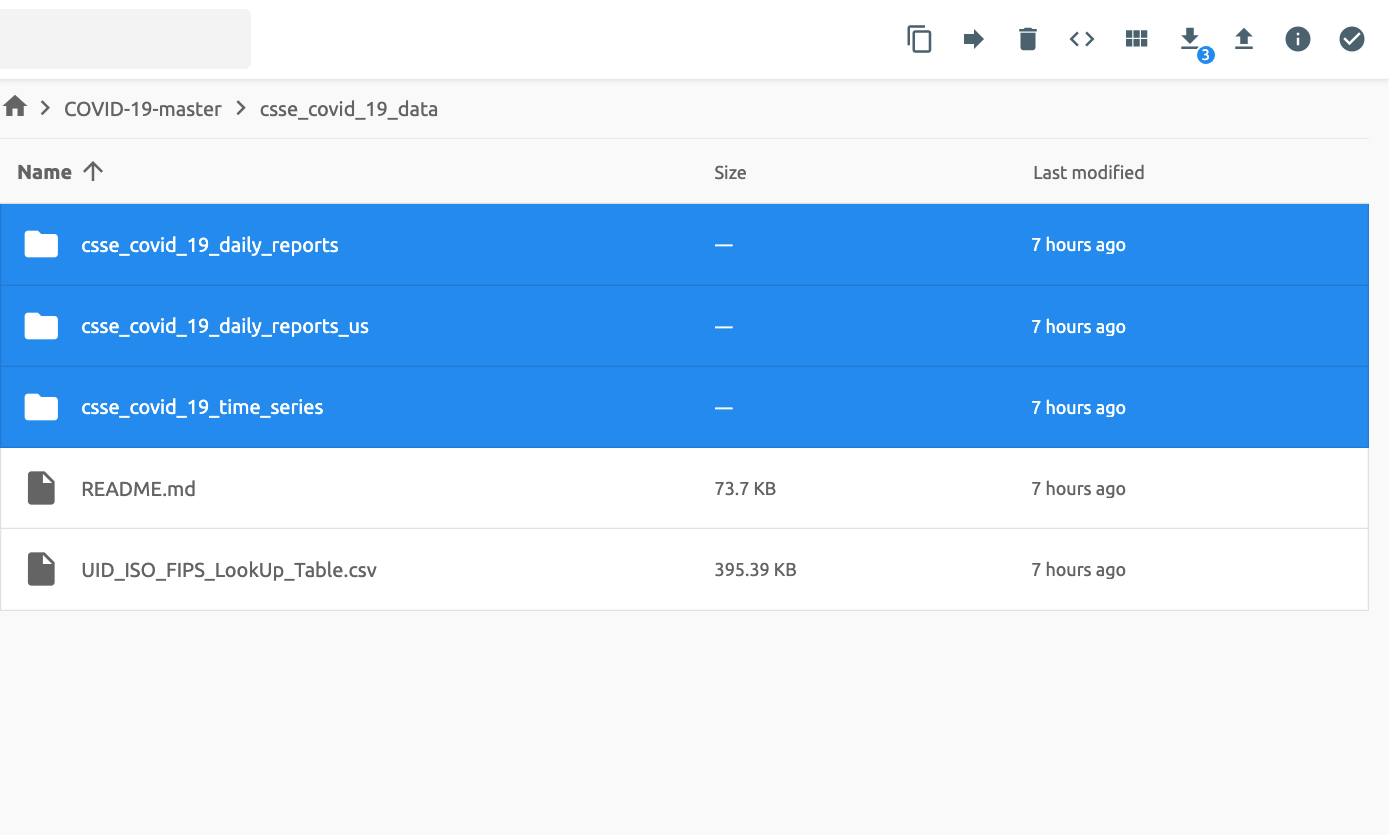 3
COVID-19-master > csse_covid_19_data
Name Size Last modified
csse_covid_19_daily_reports — 7 hours ago
csse_covid_19_daily_reports_us — 7 hours ago
csse_covid_19_time_series — 7 hours ago
README.md 73.7 KB 7 hours ago
UID_ISO_FIPS_LookUp_Table.csv 395.39 KB 7 hours ago